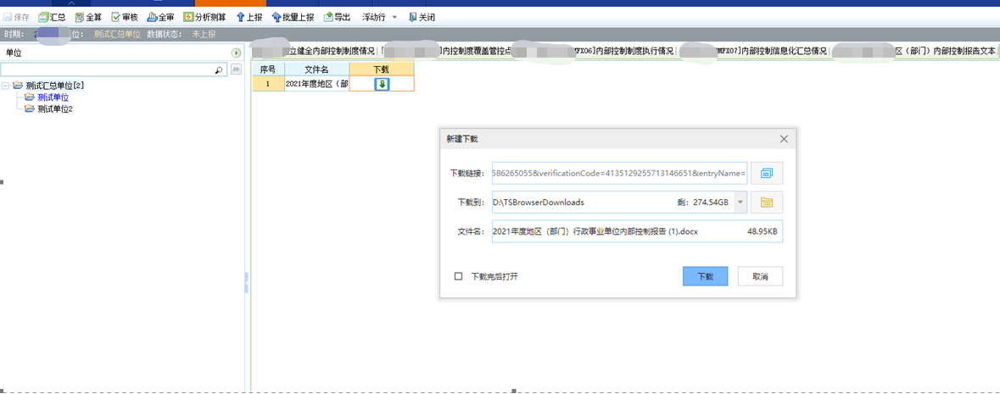 保存 汇总 全算 审核 全审 分析测算 上报 批量上报 导出 浮动行 关闭
时期: 位: 测试汇总单位 数据状态: 未上报
单位
立健全内部控制制度情况 ]内控制度覆盖管控点 MFX06]内部控制制度执行情况 MFX07]内部控制信息化汇总情况 区（部门）内部控制报告文本
序号 文件名 下载
1 2021年度地区（部
测试汇总单位[2]
测试单位
测试单位2
新建下载
下载链接: 586265055&verificationCode=4135129255713146651&entryName=
下载到: D:\TSBrowserDownloads 剩: 274.54GB
文件名: 2021年度地区（部门）行政事业单位内部控制报告 (1).docx 48.95KB
下载完后打开 下载 取消